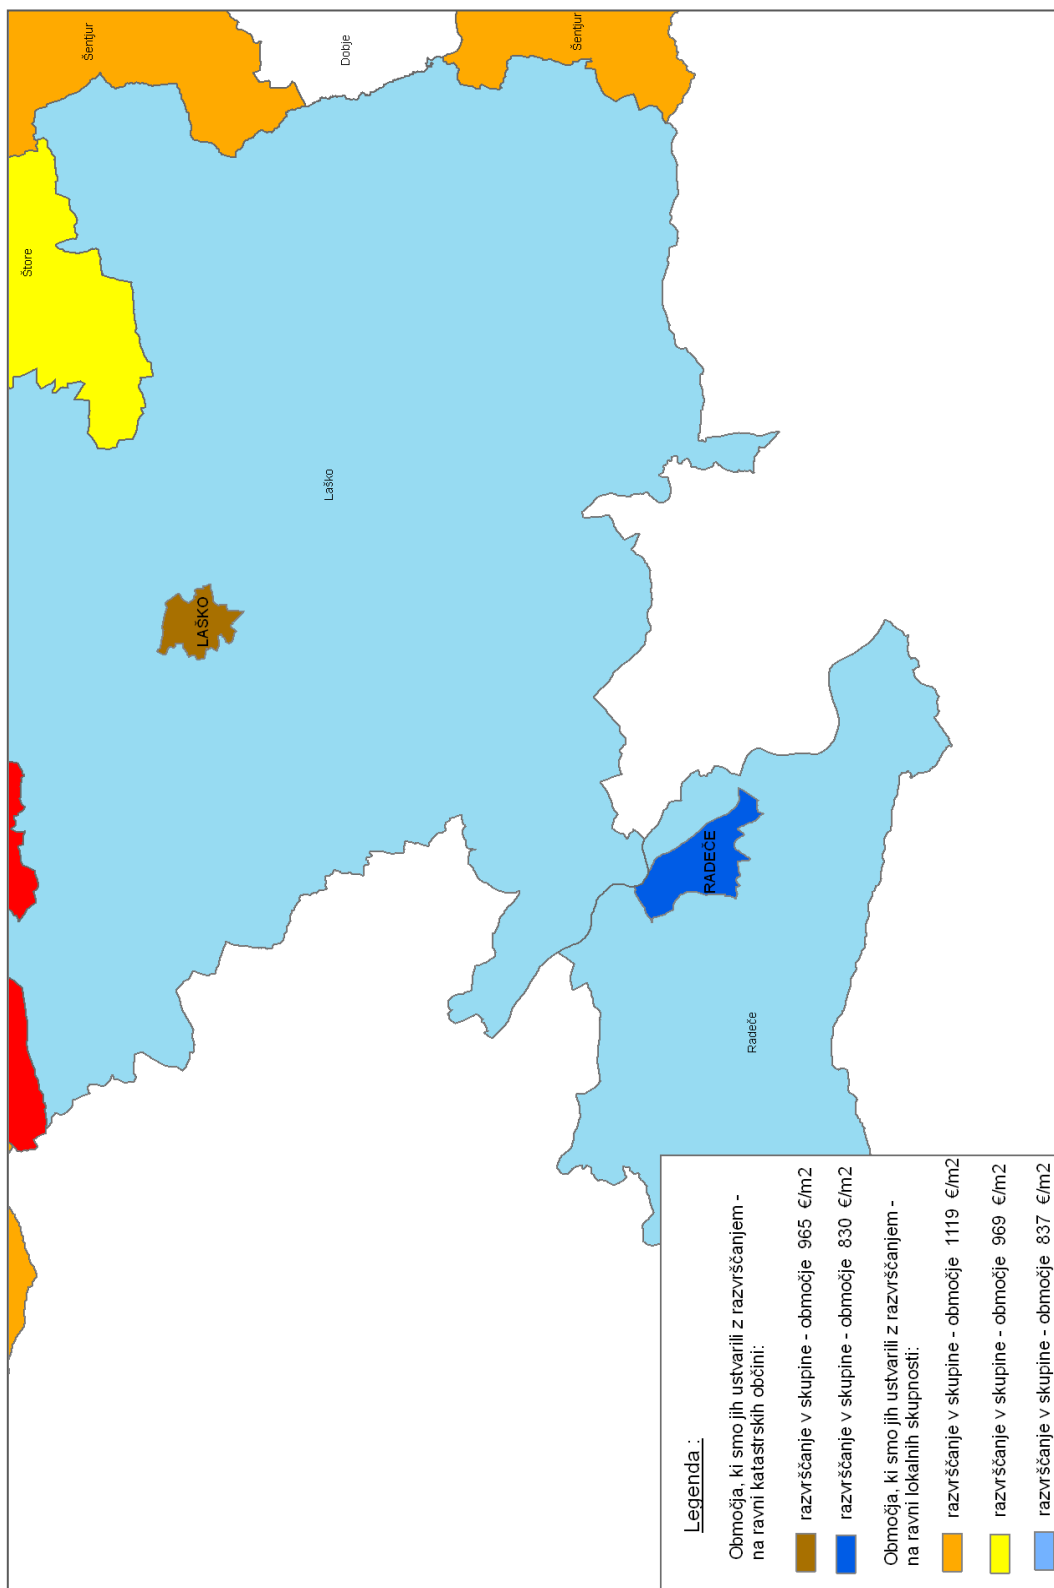 Šentjur
Dobje
Šentjur
Štore
Laško
LAŠKO
RADEČE
Radeče
Legenda :
Območja, ki smo jih ustvarili z razvrščanjem -
na ravni katastrskih občini:
razvrščanje v skupine - območje 965 €/m2
razvrščanje v skupine - območje 830 €/m2
Območja, ki smo jih ustvarili z razvrščanjem -
na ravni lokalnih skupnosti:
razvrščanje v skupine - območje 1119 €/m2
razvrščanje v skupine - območje 969 €/m2
razvrščanje v skupine - območje 837 €/m2